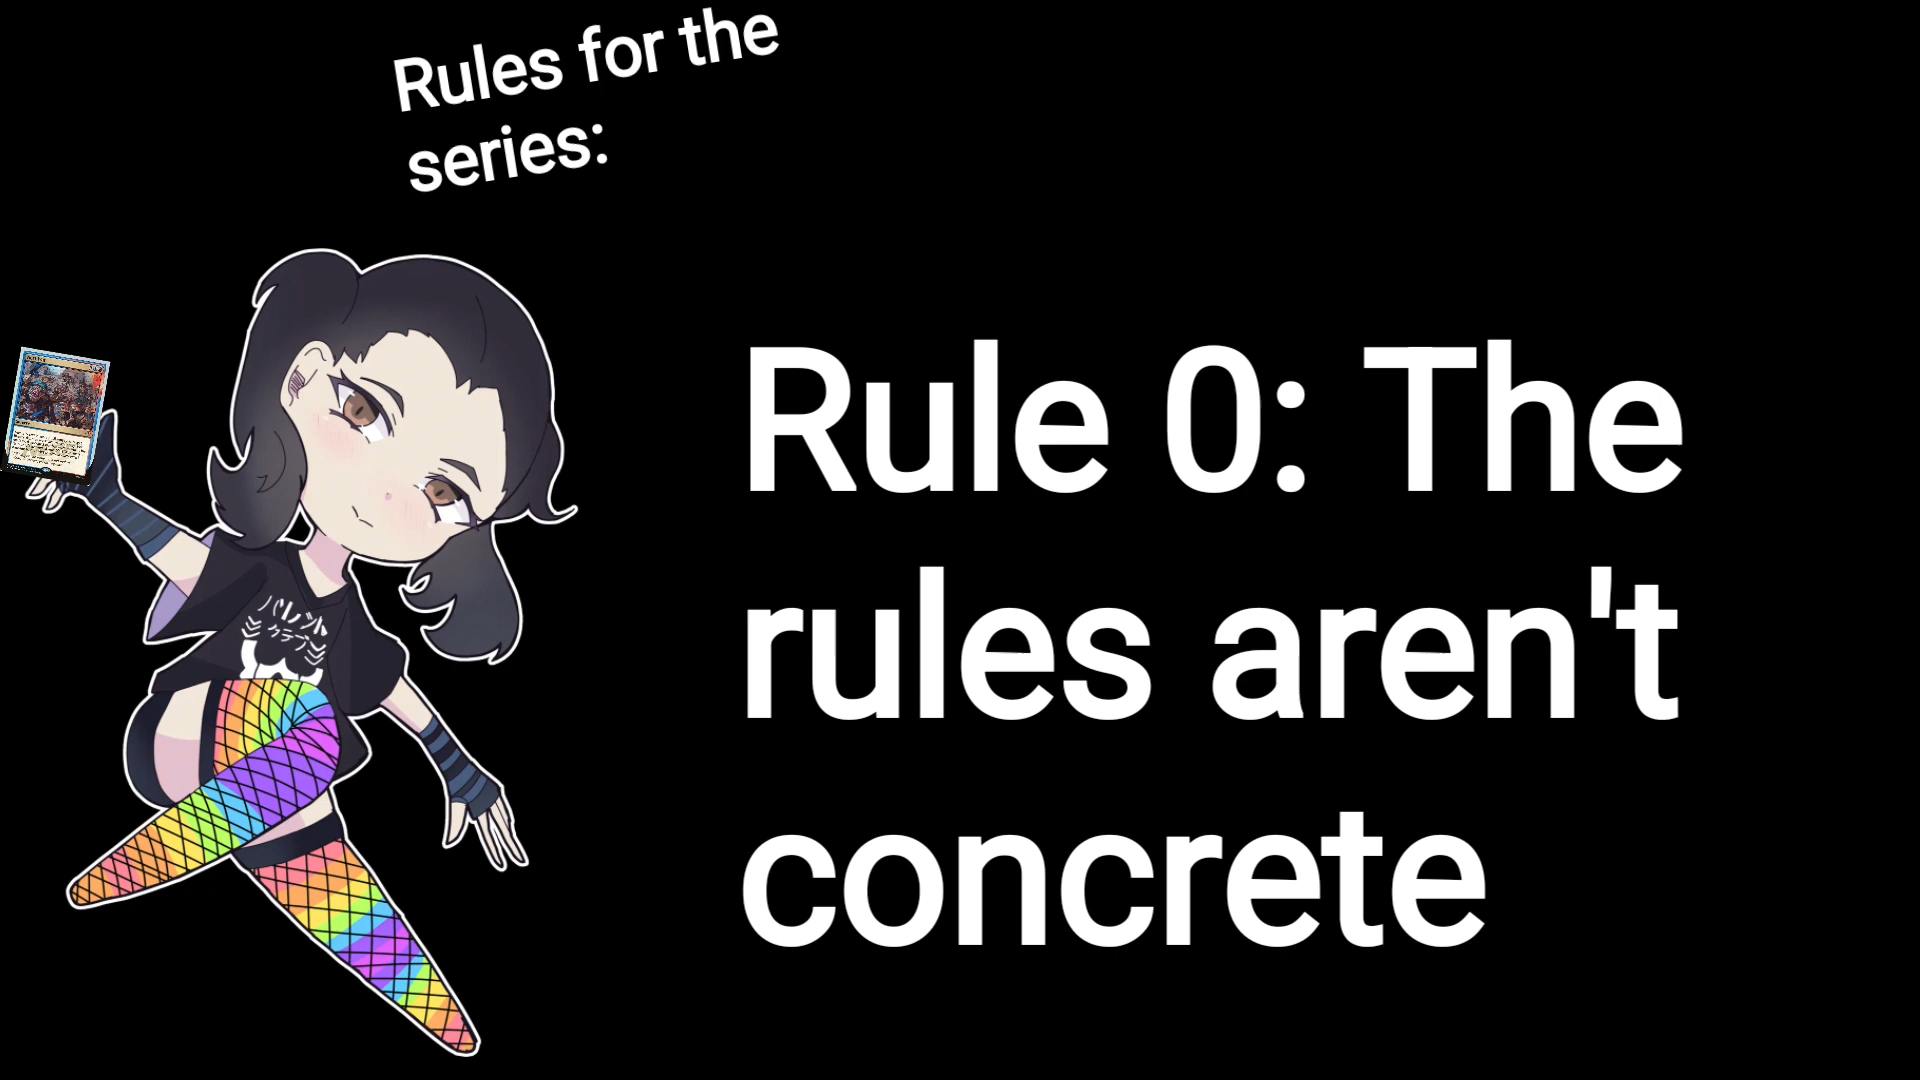 Rules for the
series:
Rule 0: The
rules aren't
concrete